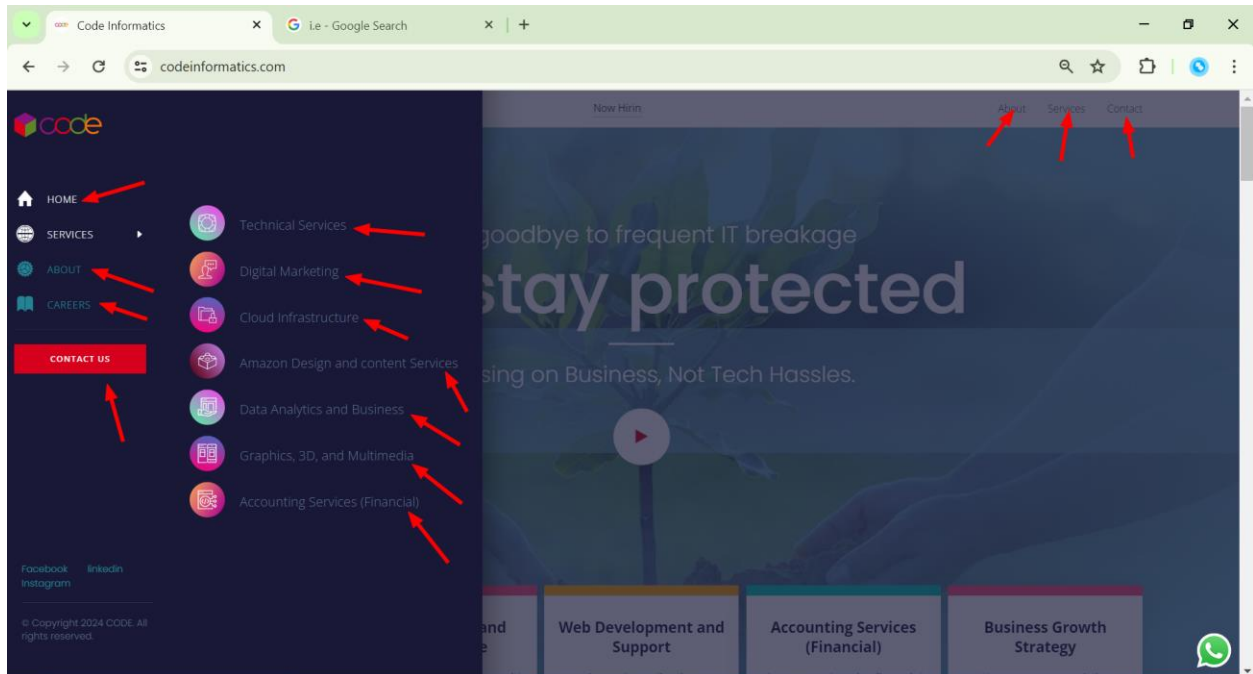 Code Informatics
i.e - Google Search
codeinformatics.com
code
Now Hirin
About Services Contact
HOME
SERVICES
ABOUT
CAREERS
CONTACT US
Technical Services
Digital Marketing
Cloud Infrastructure
Amazon Design and content Services
Data Analytics and Business
Graphics, 3D, and Multimedia
Accounting Services (Financial)
goodbye to frequent IT breakage
stay protected
sing on Business, Not Tech Hassles.
Facebook linkedin
Instagram
© Copyright 2024 CODE. All
rights reserved.
and
e
Web Development and
Support
Accounting Services
(Financial)
Business Growth
Strategy